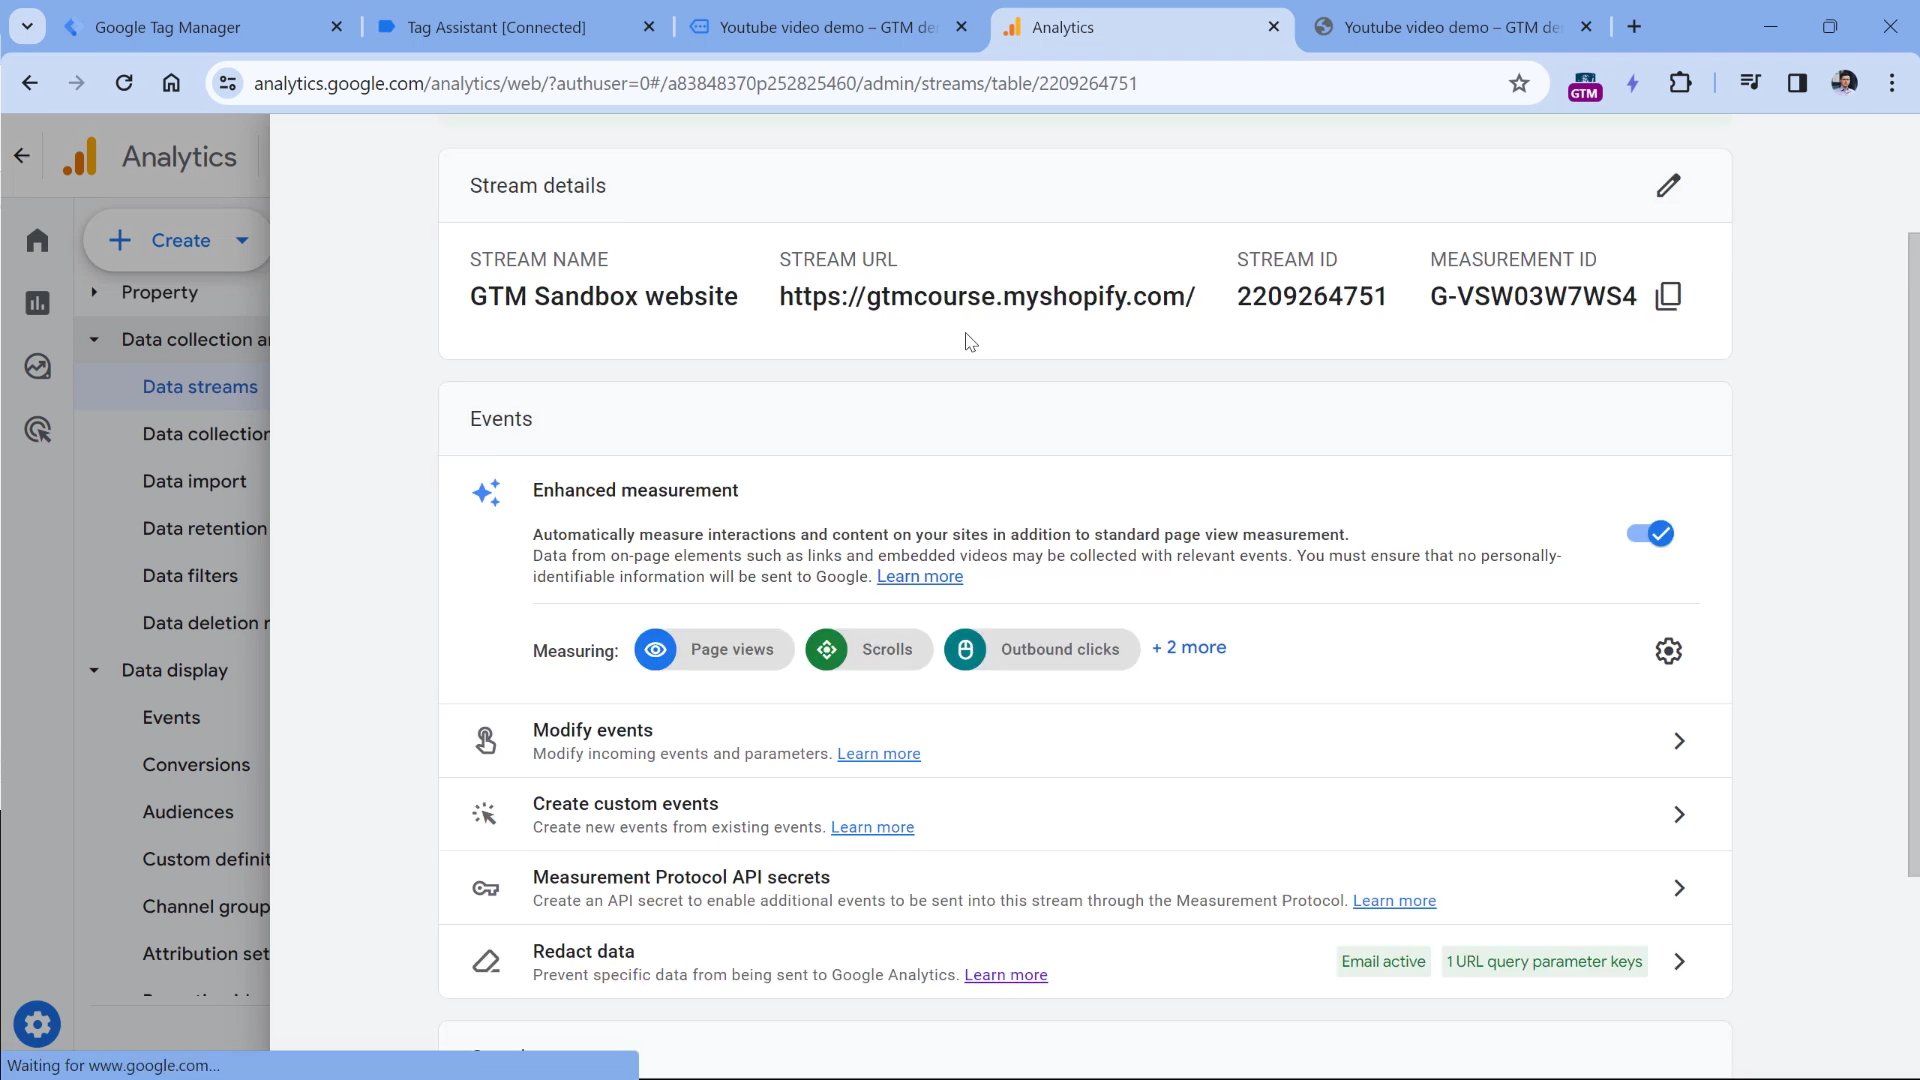 Google Tag Manager
Tag Assistant [Connected]
Youtube video demo – GTM de
Analytics
Youtube video demo – GTM de
analytics.google.com/analytics/web/?authuser=0#/a83848370p252825460/admin/streams/table/2209264751
GTM
Analytics
Create
Property
Data collection a
Data streams
Data collection
Data import
Data retention
Data filters
Data deletion r
Data display
Events
Conversions
Audiences
Custom definit
Channel group
Attribution set
Stream details
STREAM NAME
GTM Sandbox website
STREAM URL
https://gtmcourse.myshopify.com/
STREAM ID
2209264751
MEASUREMENT ID
G-VSW03W7WS4
Events
Enhanced measurement
Automatically measure interactions and content on your sites in addition to standard page view measurement.
Data from on-page elements such as links and embedded videos may be collected with relevant events. You must ensure that no personally-
identifiable information will be sent to Google. Learn more
Measuring: Page views Scrolls Outbound clicks + 2 more
Modify events
Modify incoming events and parameters. Learn more
Create custom events
Create new events from existing events. Learn more
Measurement Protocol API secrets
Create an API secret to enable additional events to be sent into this stream through the Measurement Protocol. Learn more
Redact data
Prevent specific data from being sent to Google Analytics. Learn more
Email active
1 URL query parameter keys
Waiting for www.google.com...